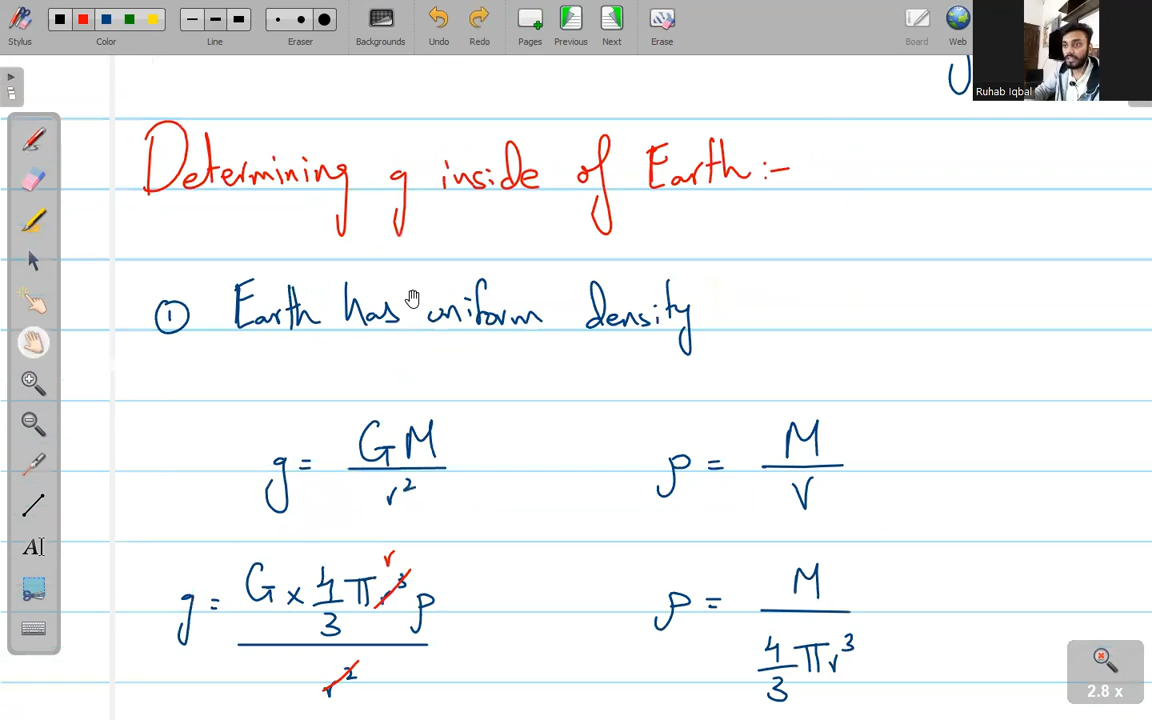 Stylus Color Line Eraser Backgrounds Undo Redo Pages Previous Next Erase Board Web
Ruhab Iqbal
Determining g inside of Earth :-
① Earth has uniform density
g = GM / r²
ρ = M / V
g = G × 4/3 π r³ r ρ / r²
ρ = M / 4/3 π r³
AI
2.8 x